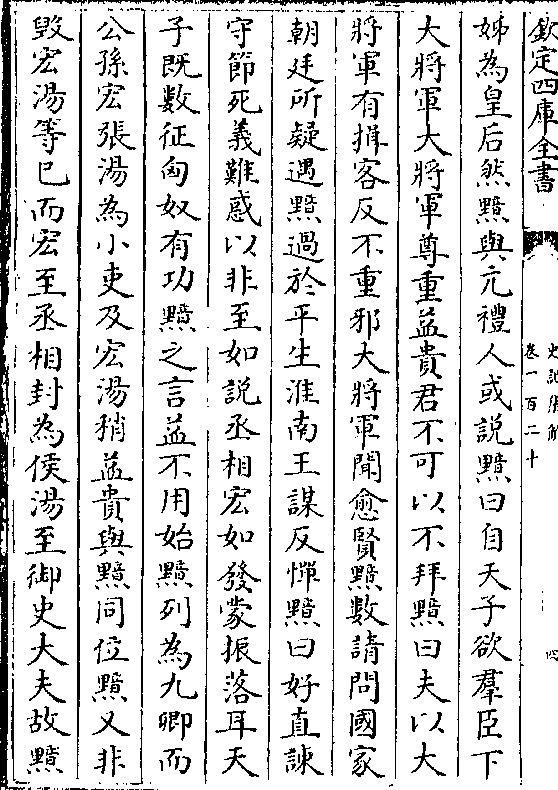 欽定四庫全書
史記集解
卷一百二十
四
姊為皇后然黯與亢禮人或説黯曰自天子欲羣臣下
大將軍大將軍尊重益貴君不可以不拜黯曰夫以大
將軍有揖客反不重邪大將軍聞愈賢黯數請問國家
朝廷所疑遇黯過於平生淮南王謀反憚黯曰好直諫
守節死義難惑以非至如説丞相宏如發蒙振落耳天
子既數征匈奴有功黯之言益不用始黯列為九卿而
公孫宏張湯為小吏及宏湯稍益貴與黯同位黯又非
毁宏湯等已而宏至丞相封為侯湯至御史大夫故黯